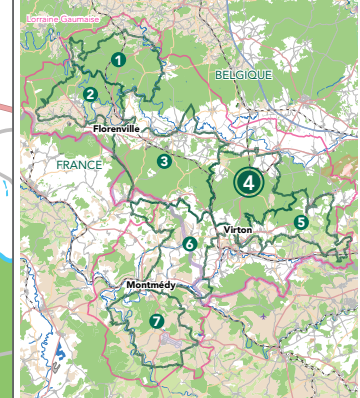 Lorraine Gaumaise
1
BELGIQUE
2
Florenville
FRANCE
3
4
5
Virton
6
Montmédy
7